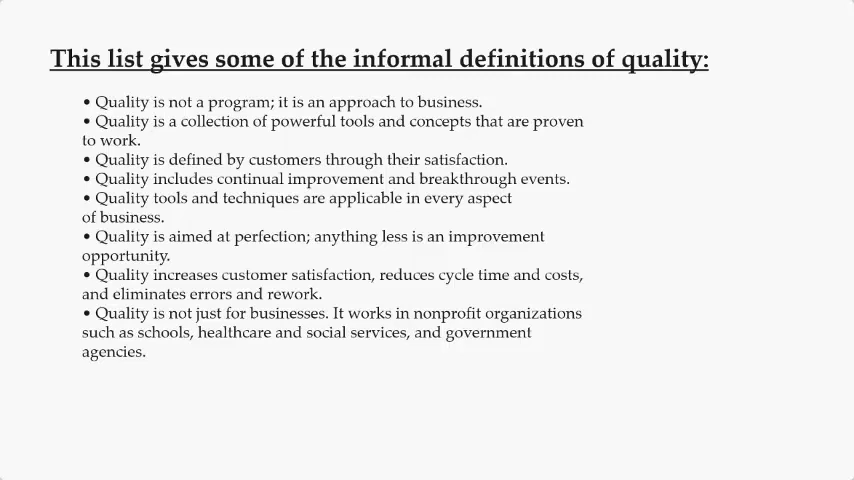 This list gives some of the informal definitions of quality:
• Quality is not a program; it is an approach to business.
• Quality is a collection of powerful tools and concepts that are proven
to work.
• Quality is defined by customers through their satisfaction.
• Quality includes continual improvement and breakthrough events.
• Quality tools and techniques are applicable in every aspect
of business.
• Quality is aimed at perfection; anything less is an improvement
opportunity.
• Quality increases customer satisfaction, reduces cycle time and costs,
and eliminates errors and rework.
• Quality is not just for businesses. It works in nonprofit organizations
such as schools, healthcare and social services, and government
agencies.